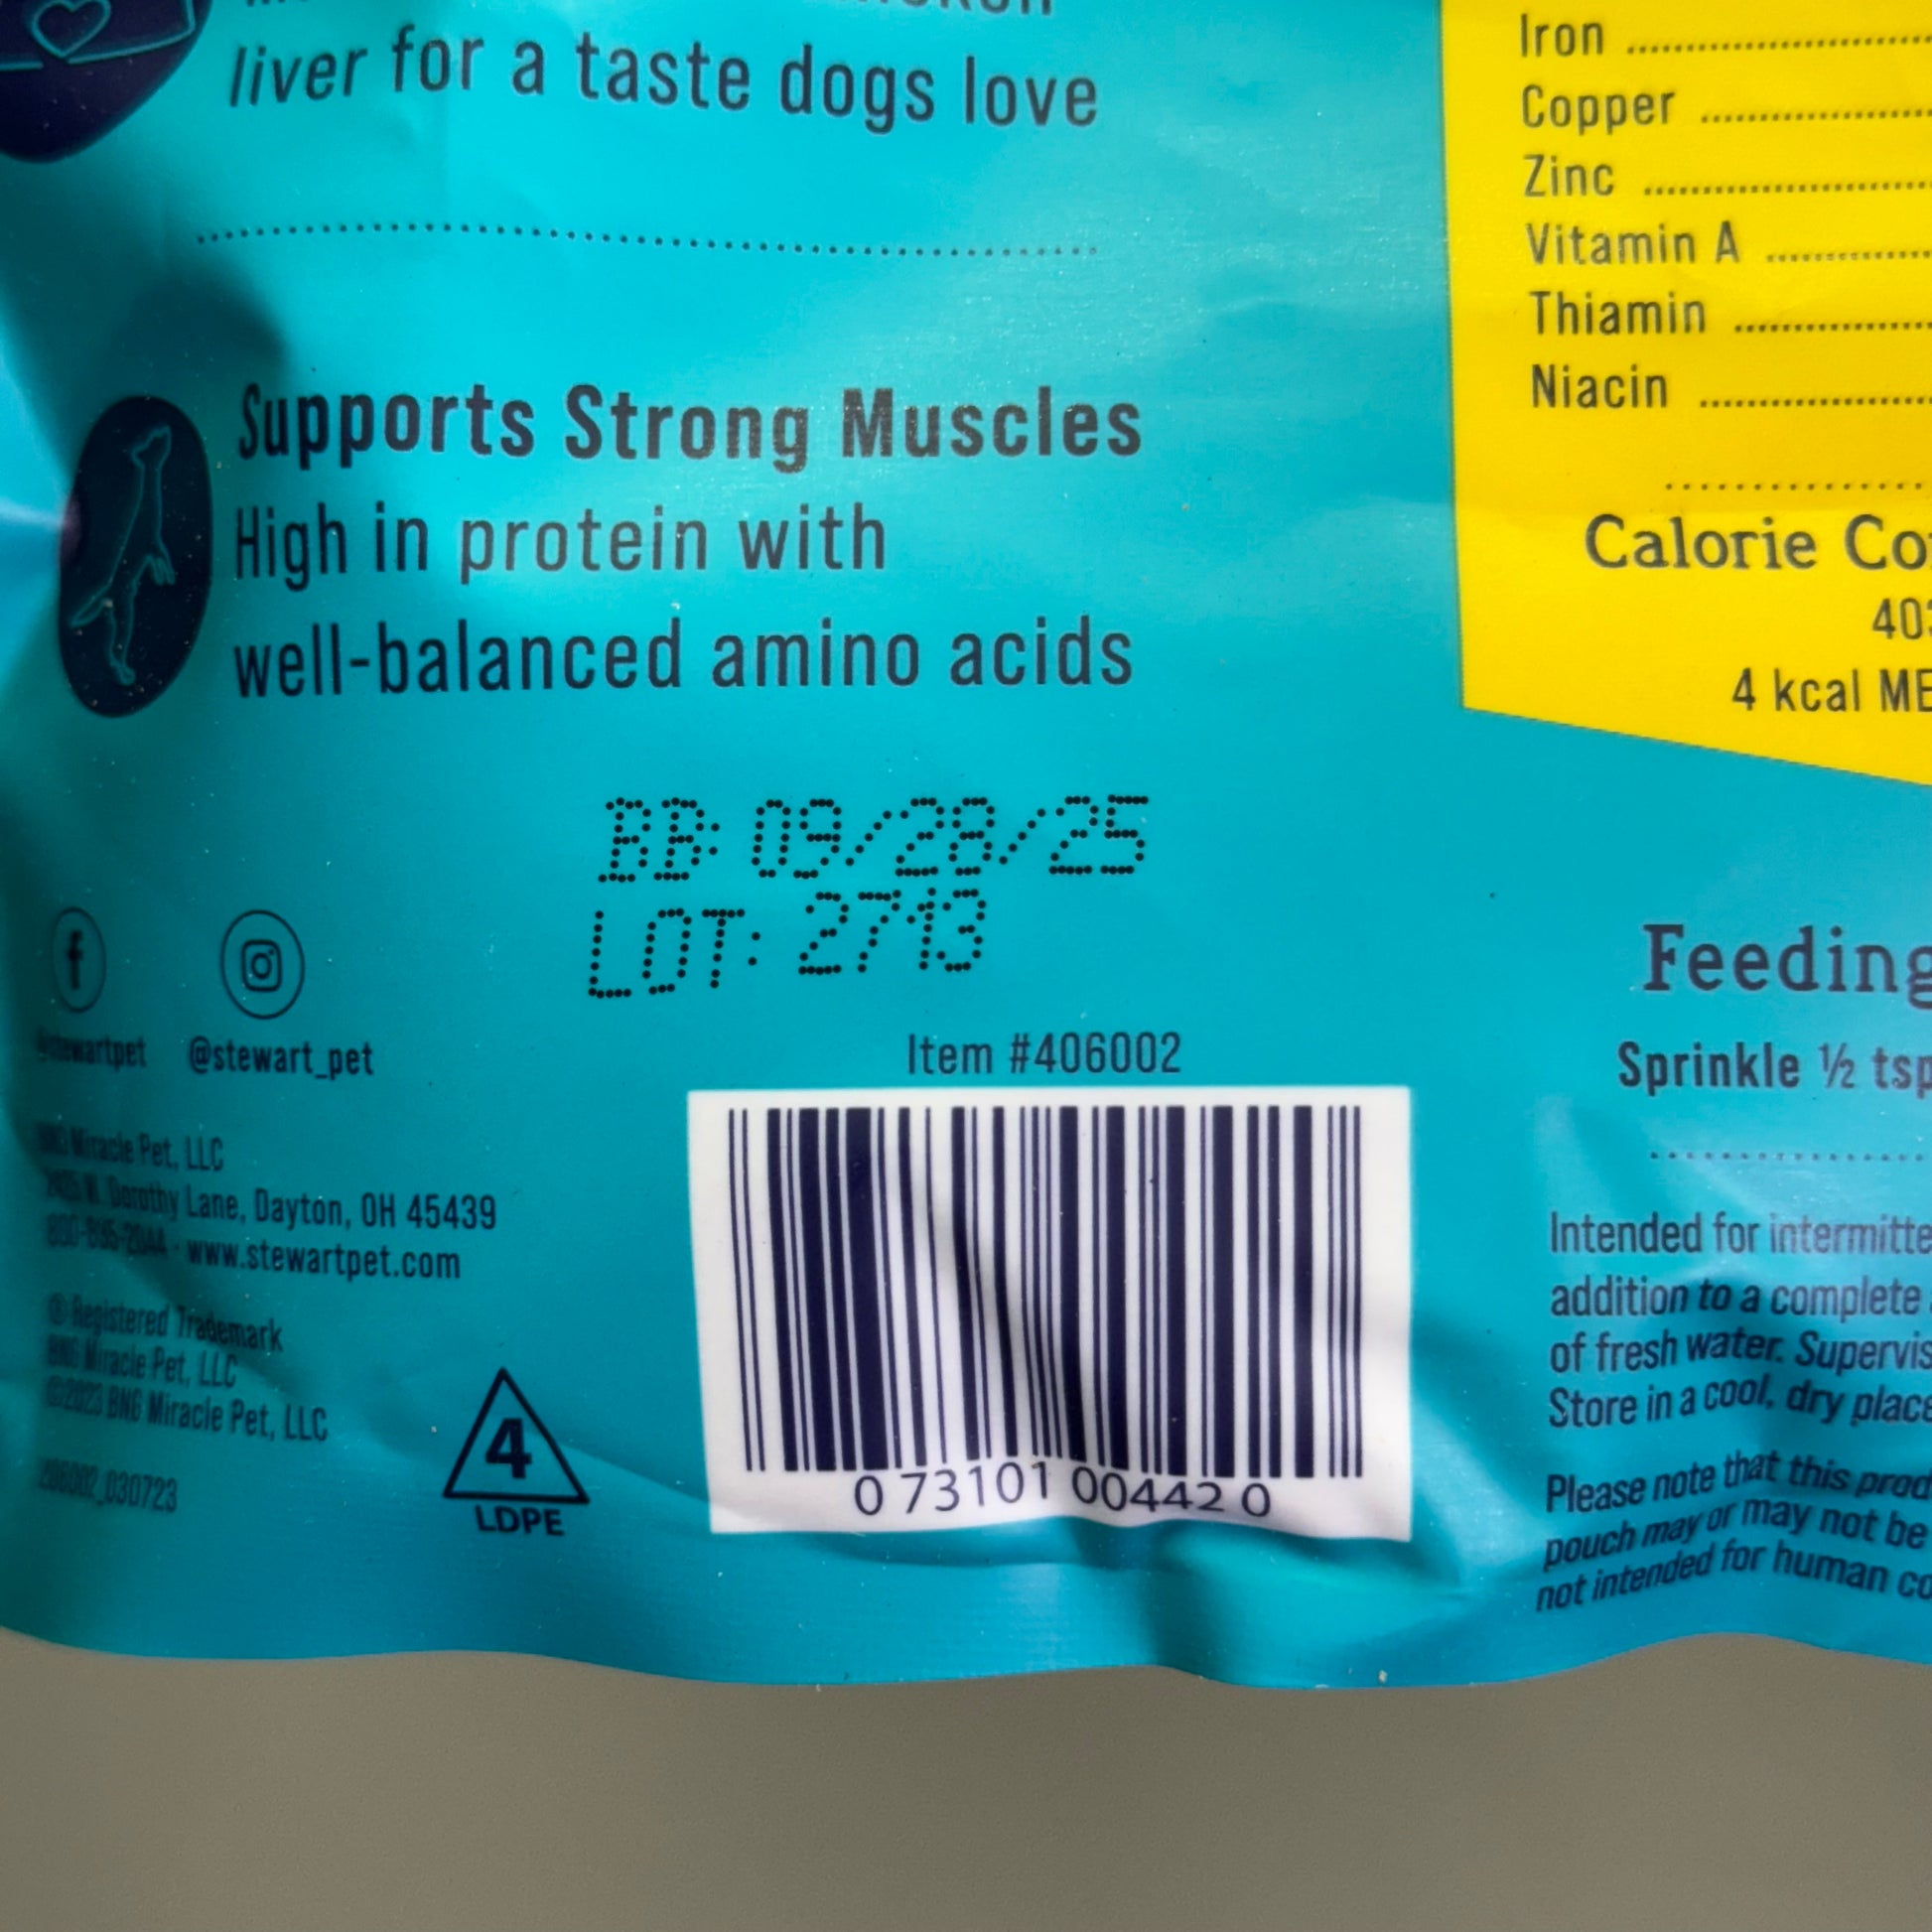 liver for a taste dogs love
Supports Strong Muscles
High in protein with
well-balanced amino acids
BB: 09/28/25
LOT: 2713
@stewart_pet
Item #406002
Miracle Pet, LLC
Dorothy Lane, Dayton, OH 45439
www.stewartpet.com
® Registered Trademark
BNG Miracle Pet, LLC
©2023 BNG Miracle Pet, LLC
4
LDPE
0 73101 00442 0
Iron
Copper
Zinc
Vitamin A
Thiamin
Niacin
Calorie
4 kcal ME
Feeding
Sprinkle ½ tsp
Intended for
addition to a complete
of fresh water.
Store in a cool, dry place
Please note that this
pouch may or may not be
not intended for human